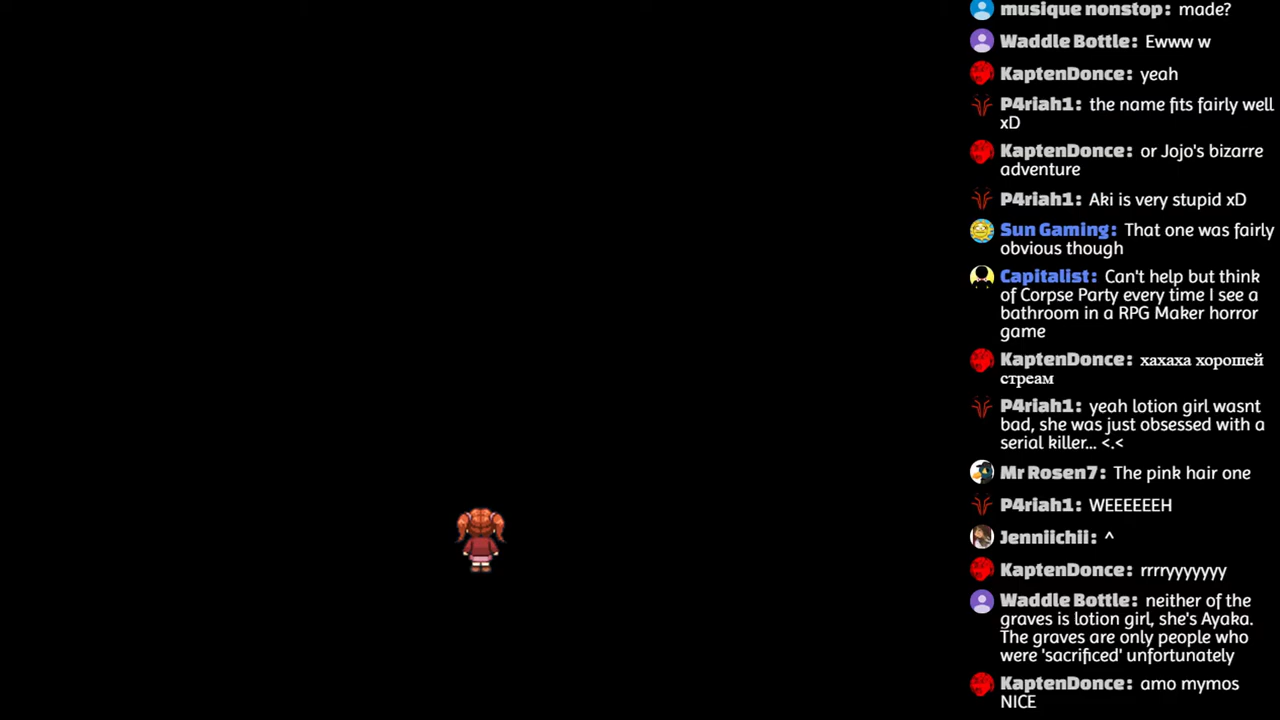 musique nonstop: made?
Waddle Bottle: Ewww w
KaptenDonce: yeah
P4riah1: the name fits fairly well
xD
KaptenDonce: or Jojo's bizarre
adventure
P4riah1: Aki is very stupid xD
Sun Gaming: That one was fairly
obvious though
Capitalist: Can't help but think
of Corpse Party every time I see a
bathroom in a RPG Maker horror
game
KaptenDonce: хахаха хорошей
стреам
P4riah1: yeah lotion girl wasnt
bad, she was just obsessed with a
serial killer... <.<
Mr Rosen7: The pink hair one
P4riah1: WEEEEEEH
Jenniichii: ^
KaptenDonce: rrrryyyyyyy
Waddle Bottle: neither of the
graves is lotion girl, she's Ayaka.
The graves are only people who
were 'sacrificed' unfortunately
KaptenDonce: amo mymos
NICE